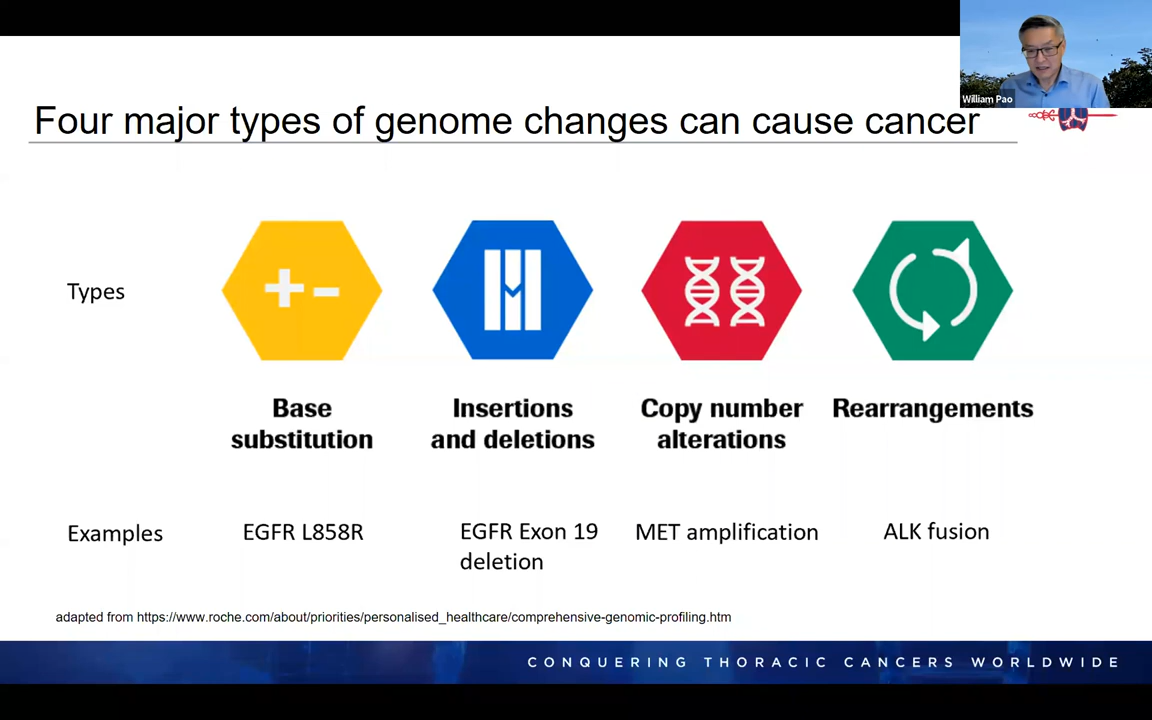 William Pao
Four major types of genome changes can cause cancer
Types
Base
substitution
Insertions
and deletions
Copy number
alterations
Rearrangements
Examples
EGFR L858R
EGFR Exon 19
deletion
MET amplification
ALK fusion
adapted from https://www.roche.com/about/priorities/personalised_healthcare/comprehensive-genomic-profiling.htm
CONQUERING THORACIC CANCERS WORLDWIDE